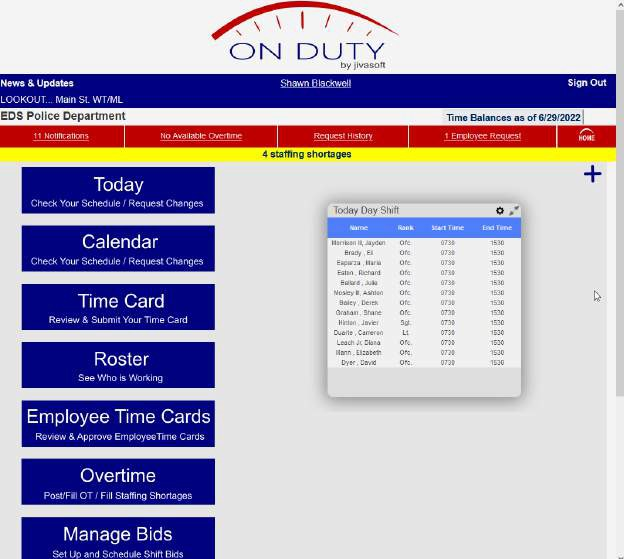 ON DUTY
by jivasoft
News & Updates Shawn Blackwell Sign Out
LOOKOUT... Main St. WT/ML
EDS Police Department Time Balances as of 6/29/2022
11 Notifications No Available Overtime Request History 1 Employee Request HOME
4 staffing shortages
Today
Check Your Schedule / Request Changes
Calendar
Check Your Schedule / Request Changes
Time Card
Review & Submit Your Time Card
Roster
See Who is Working
Employee Time Cards
Review & Approve EmployeeTime Cards
Overtime
Post/Fill OT / Fill Staffing Shortages
Manage Bids
Set Up and Schedule Shift Bids
Today Day Shift
Name Rank Start Time End Time
Morrison III, Jayden Ofc. 0730 1530
Brady , Eli Ofc. 0730 1530
Esparza , Maria Ofc. 0730 1530
Eaton , Richard Ofc. 0730 1530
Ballard , Julia Ofc. 0730 1530
Mosley III, Ashton Ofc. 0730 1530
Bailey , Derek Ofc. 0730 1530
Graham , Shane Ofc. 0730 1530
Hinton , Javier Sgt. 0730 1530
Duarte , Cameron Lt. 0730 1530
Leach Jr, Diana Ofc. 0730 1530
Mann , Elizabeth Ofc. 0730 1530
Dyer , David Ofc. 0730 1530